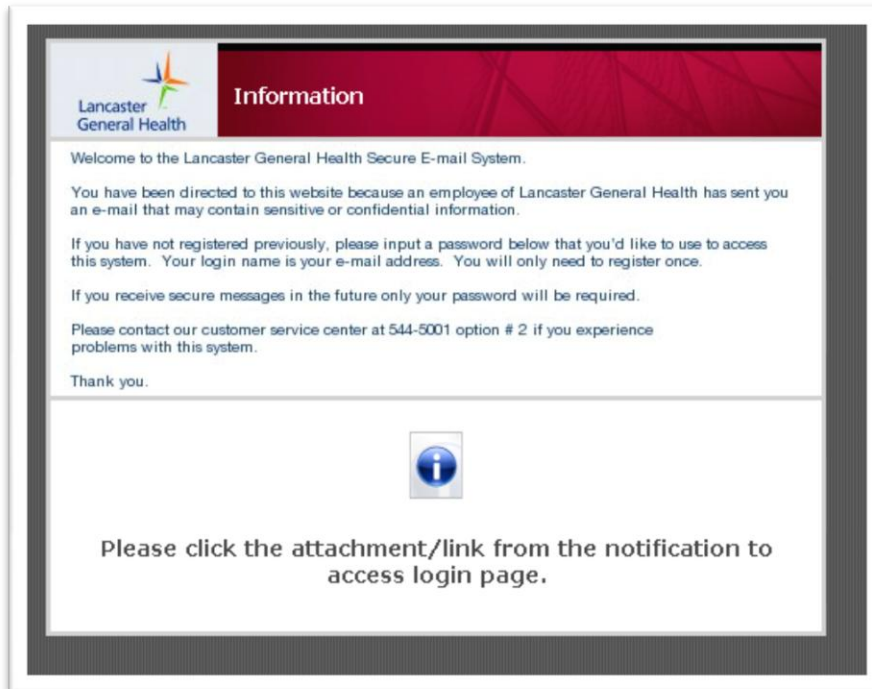 Lancaster
General Health
Information
Welcome to the Lancaster General Health Secure E-mail System.
You have been directed to this website because an employee of Lancaster General Health has sent you
an e-mail that may contain sensitive or confidential information.
If you have not registered previously, please input a password below that you'd like to use to access
this system.  Your login name is your e-mail address.  You will only need to register once.
If you receive secure messages in the future only your password will be required.
Please contact our customer service center at 544-5001 option # 2 if you experience
problems with this system.
Thank you.
Please click the attachment/link from the notification to
access login page.